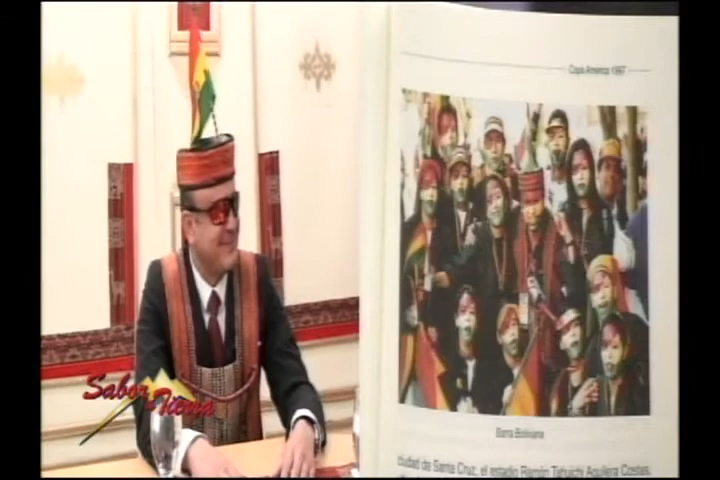 Copa America 1997
Barra Boliviana
ciudad de Santa Cruz, el estadio Ramón Tahuichi Aguilera Costas,
Sabor
a
Tierra